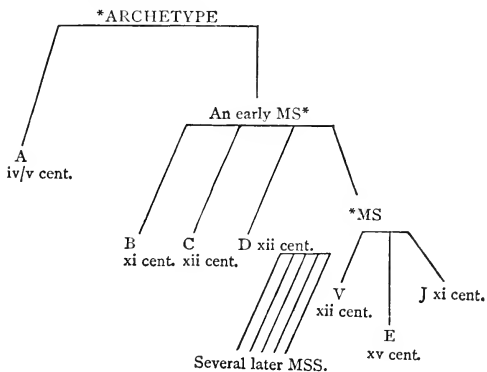 *ARCHETYPE
An early MS*
A
iv/v cent.
*MS
B
xi cent.
C
xii cent.
D xii cent.
V
xii cent.
E
xv cent.
J xi cent.
Several later MSS.